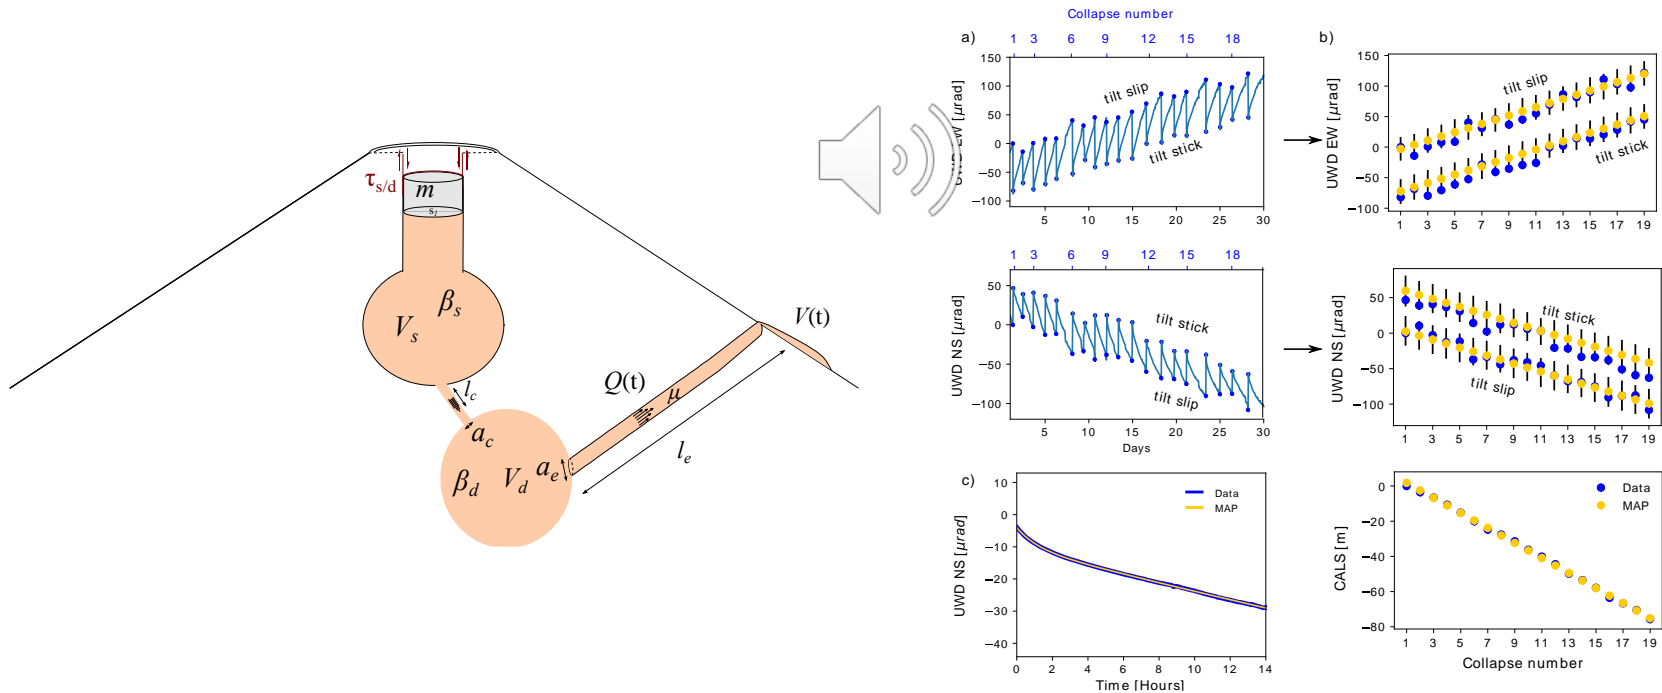 τs/d
m
s₁
βs
Vs
lc
ac
βd
Vd
ae
Q(t)
μ
le
V(t)
a)
Collapse number
1 3 6 9 12 15 18
UWD EW [μrad]
150
100
50
0
−50
−100
tilt slip
tilt stick
5 10 15 20 25 30
1 3 6 9 12 15 18
UWD NS [μrad]
50
0
−50
−100
tilt stick
tilt slip
5 10 15 20 25 30
Days
c)
UWD NS [μrad]
10
0
−10
−20
−30
−40
Data
MAP
0 2 4 6 8 10 12 14
Time [Hours]
b)
UWD EW [μrad]
150
100
50
0
−50
−100
tilt slip
tilt stick
1 3 5 7 9 11 13 15 17 19
UWD NS [μrad]
50
0
−50
−100
tilt stick
tilt slip
1 3 5 7 9 11 13 15 17 19
CALS [m]
0
−20
−40
−60
−80
Data
MAP
1 3 5 7 9 11 13 15 17 19
Collapse number